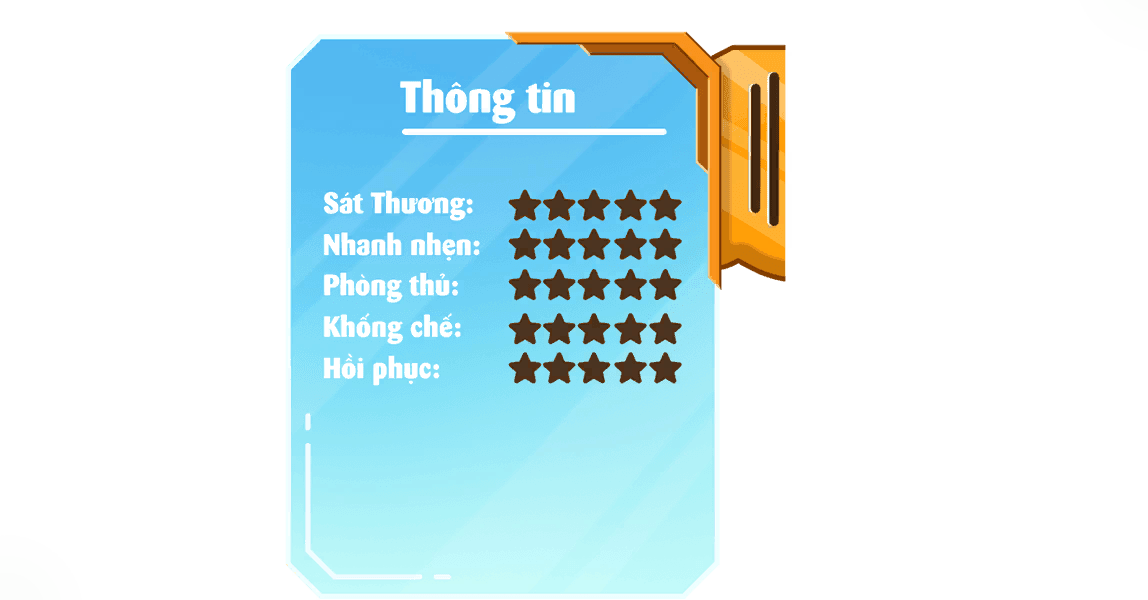 Thông tin
Sát Thương:
Nhanh nhẹn:
Phòng thủ:
Khống chế:
Hồi phục: